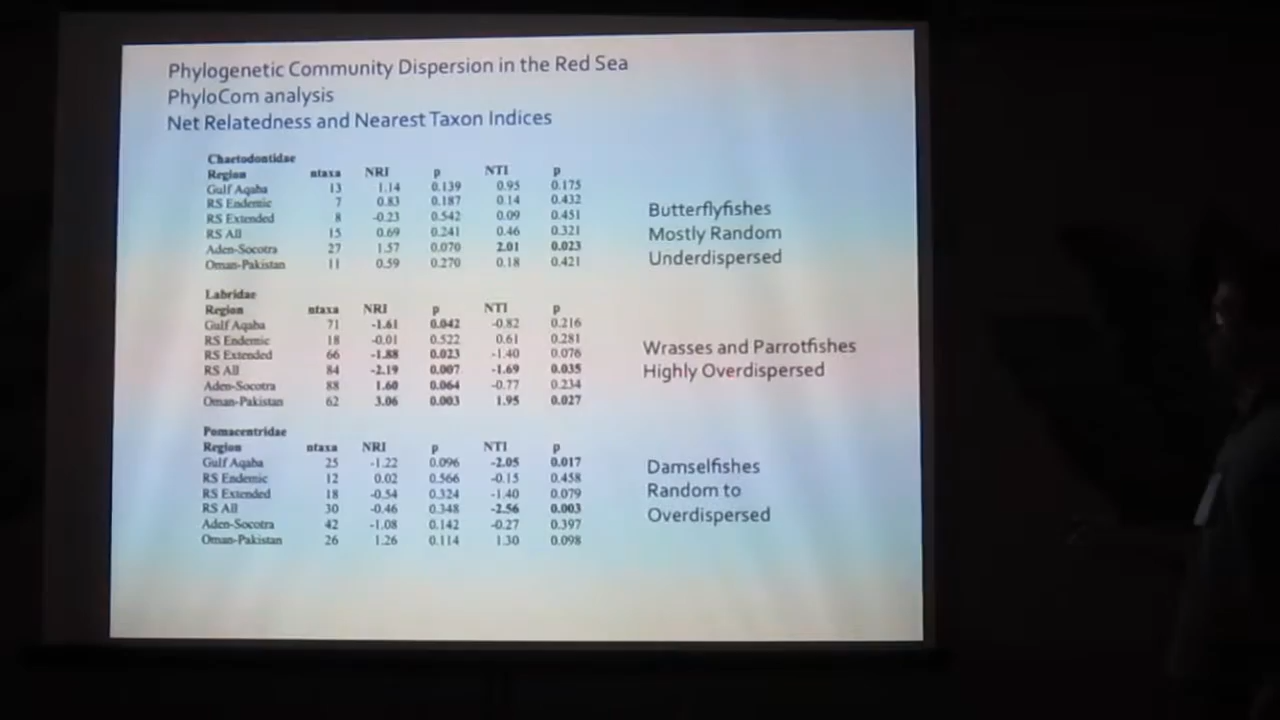 Phylogenetic Community Dispersion in the Red Sea
PhyloCom analysis
Net Relatedness and Nearest Taxon Indices
Chaetodontidae
Region ntaxa NRI p NTI p
Gulf Aqaba 13 1.14 0.139 0.95 0.175
RS Endemic 7 0.83 0.187 0.14 0.432
RS Extended 8 -0.23 0.542 0.09 0.451
RS All 15 0.69 0.241 0.46 0.321
Aden-Socotra 27 1.57 0.070 2.01 0.023
Oman-Pakistan 11 0.59 0.270 0.18 0.421
Butterflyfishes
Mostly Random
Underdispersed
Labridae
Region ntaxa NRI p NTI p
Gulf Aqaba 71 -1.61 0.042 -0.82 0.216
RS Endemic 18 -0.01 0.522 0.61 0.281
RS Extended 66 -1.88 0.023 -1.40 0.076
RS All 84 -2.19 0.007 -1.69 0.035
Aden-Socotra 88 1.60 0.064 -0.77 0.234
Oman-Pakistan 62 3.06 0.003 1.95 0.027
Wrasses and Parrotfishes
Highly Overdispersed
Pomacentridae
Region ntaxa NRI p NTI p
Gulf Aqaba 25 -1.22 0.096 -2.05 0.017
RS Endemic 12 0.02 0.566 -0.15 0.458
RS Extended 18 -0.54 0.324 -1.40 0.079
RS All 30 -0.46 0.348 -2.56 0.003
Aden-Socotra 42 -1.08 0.142 -0.27 0.397
Oman-Pakistan 26 1.26 0.114 1.30 0.098
Damselfishes
Random to
Overdispersed